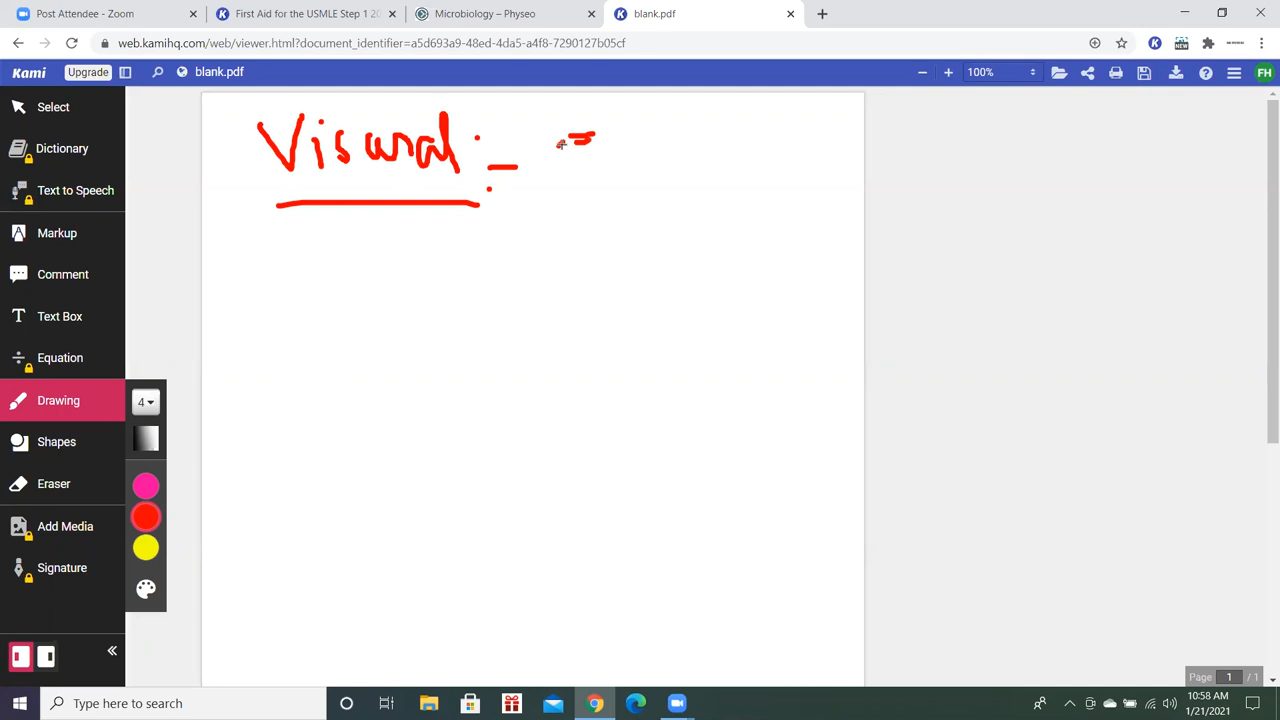 Post Attendee - Zoom
First Aid for the USMLE Step 1 20
Microbiology – Physeo
blank.pdf
web.kamihq.com/web/viewer.html?document_identifier=a5d693a9-48ed-4da5-a4f8-7290127b05cf
NEW
Kami
Upgrade
blank.pdf
100%
FH
Select
Dictionary
Text to Speech
Markup
Comment
Text Box
Equation
Drawing
Shapes
Eraser
Add Media
Signature
4
Page 1 / 1
Type here to search
10:58 AM
1/21/2021